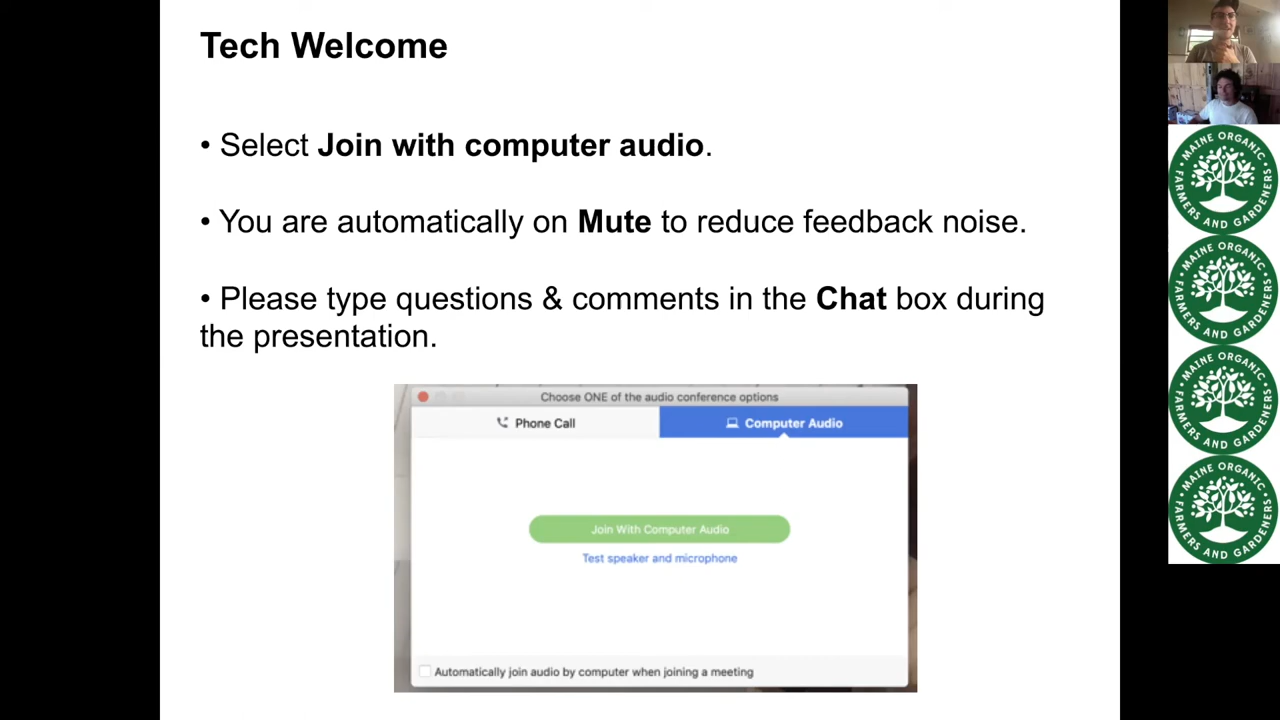 Tech Welcome
• Select Join with computer audio.
• You are automatically on Mute to reduce feedback noise.
• Please type questions & comments in the Chat box during
the presentation.
Choose ONE of the audio conference options
Phone Call
Computer Audio
Join With Computer Audio
Test speaker and microphone
Automatically join audio by computer when joining a meeting
MAINE ORGANIC
FARMERS AND GARDENERS
MAINE ORGANIC
FARMERS AND GARDENERS
MAINE ORGANIC
FARMERS AND GARDENERS
MAINE ORGANIC
FARMERS AND GARDENERS